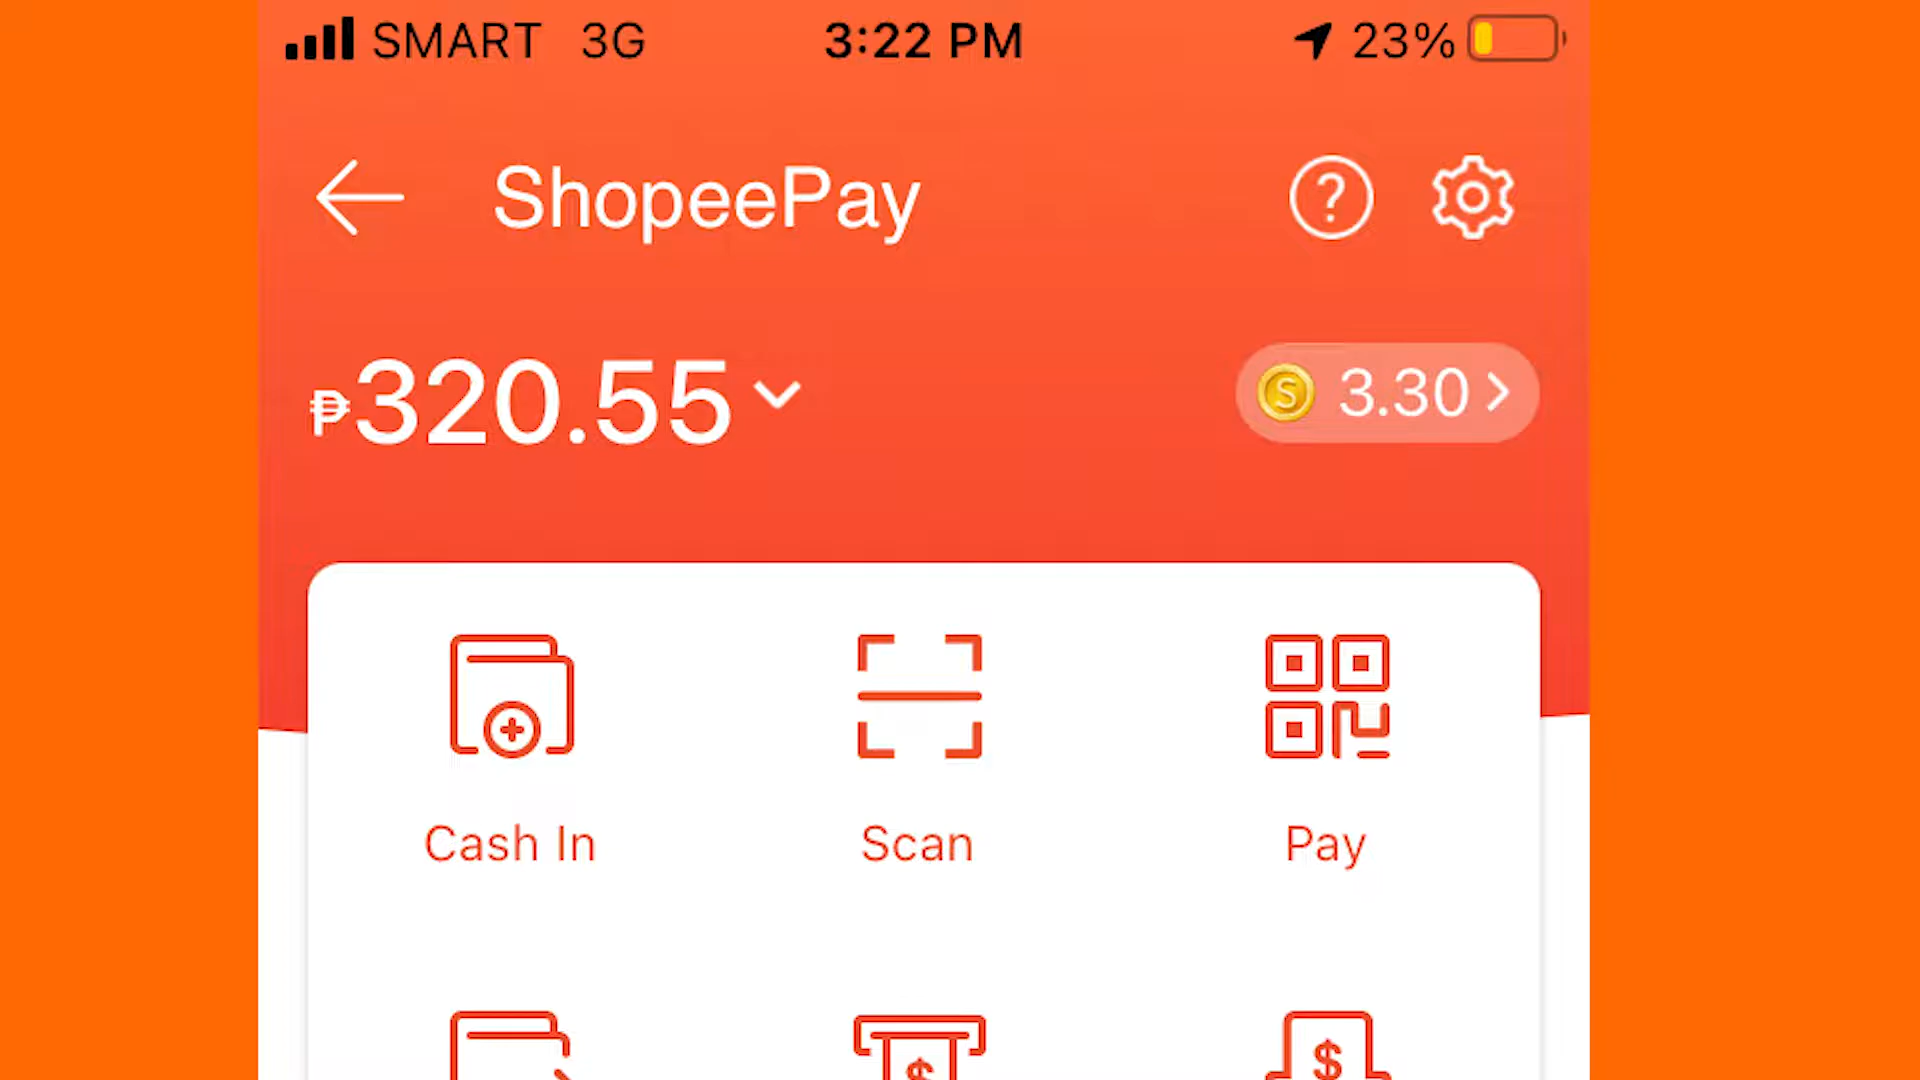 SMART 3G 3:22 PM 23%
ShopeePay ?
₱320.55 S 3.30
Cash In Scan Pay
$ $